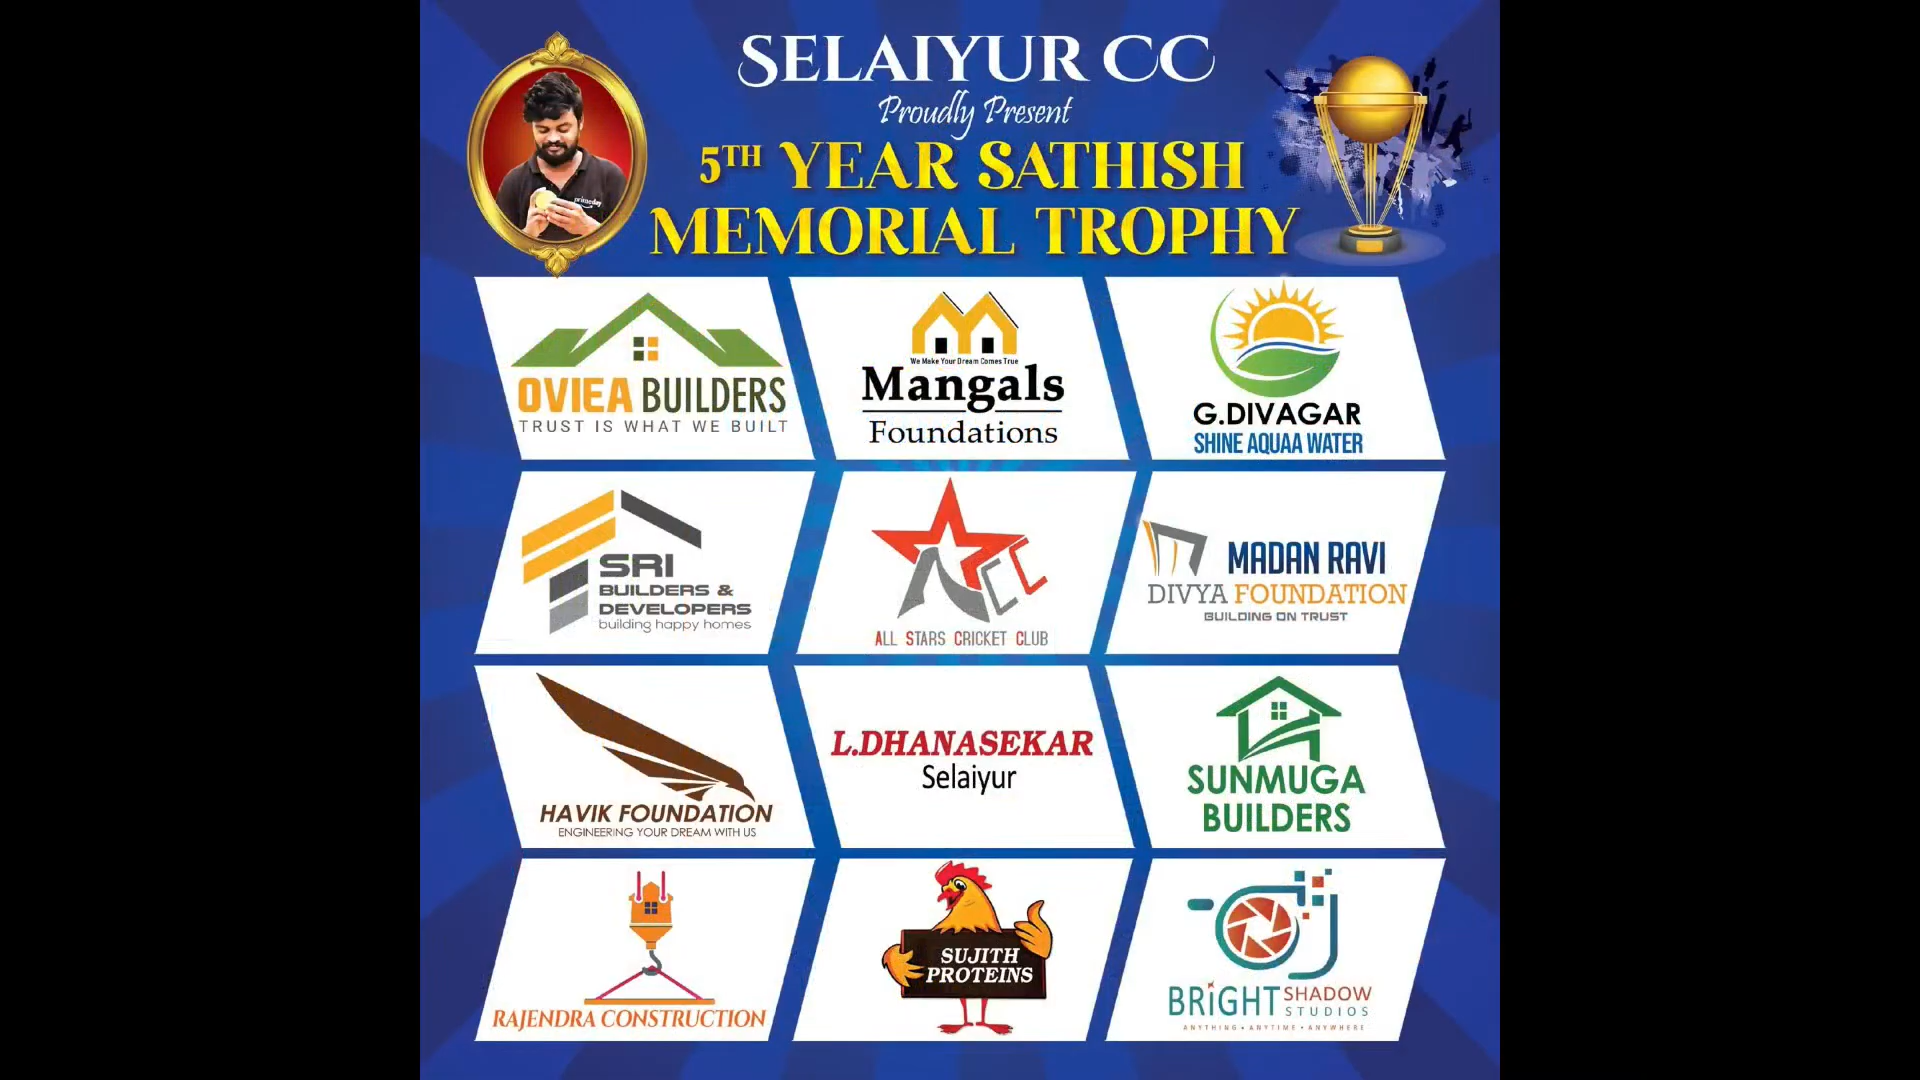 SELAIYUR CC
Proudly Present
5TH YEAR SATHISH
MEMORIAL TROPHY
primeday
OVIEA BUILDERS
TRUST IS WHAT WE BUILT
We Make Your Dream Comes True
Mangals
Foundations
G.DIVAGAR
SHINE AQUAA WATER
SRI
BUILDERS &
DEVELOPERS
building happy homes
ACC
ALL STARS CRICKET CLUB
MADAN RAVI
DIVYA FOUNDATION
BUILDING ON TRUST
HAVIK FOUNDATION
ENGINEERING YOUR DREAM WITH US
L.DHANASEKAR
Selaiyur
SUNMUGA
BUILDERS
RAJENDRA CONSTRUCTION
SUJITH
PROTEINS
BRIGHT SHADOW
STUDIOS
ANYTHING • ANYTIME • ANYWHERE